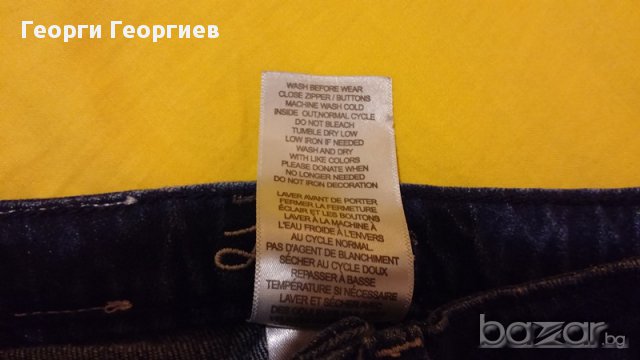 Георги Георгиев
WASH BEFORE WEAR
CLOSE ZIPPER / BUTTONS
MACHINE WASH COLD
INSIDE OUT,NORMAL CYCLE
DO NOT BLEACH
TUMBLE DRY LOW
LOW IRON IF NEEDED
WASH AND DRY
WITH LIKE COLORS
PLEASE DONATE WHEN
NO LONGER NEEDED
DO NOT IRON DECORATION
LAVER AVANT DE PORTER
FERMER LA FERMETURE
ÉCLAIR ET LES BOUTONS
LAVER À LA MACHINE À
L'EAU FROIDE À L'ENVERS
AU CYCLE NORMAL.
PAS D'AGENT DE BLANCHIMENT
SÉCHER AU CYCLE DOUX
REPASSER À BASSE
TEMPÉRATURE SI NÉCESSAIRE
LAVER ET
bazar.bg